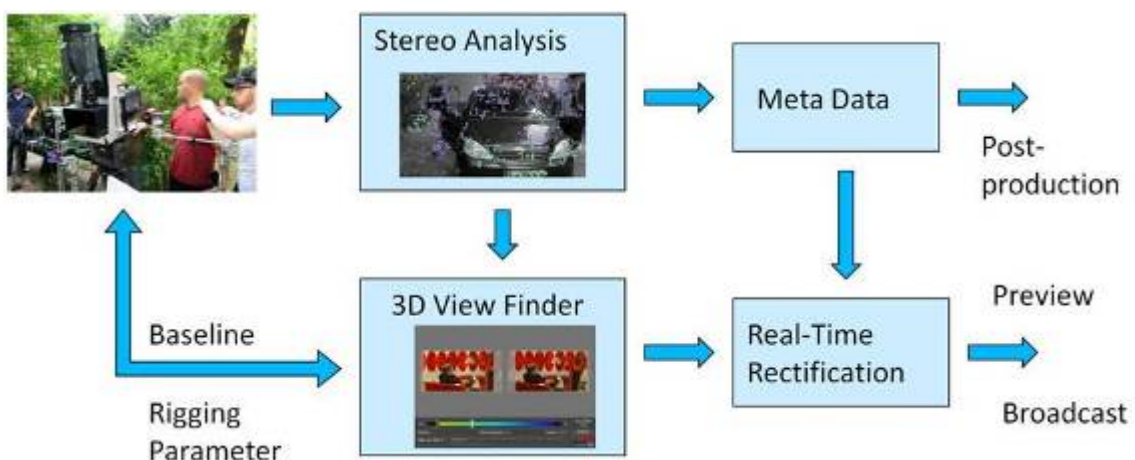 Stereo Analysis
Meta Data
Post-
production
3D View Finder
Baseline
Rigging
Parameter
Real-Time
Rectification
Preview
Broadcast